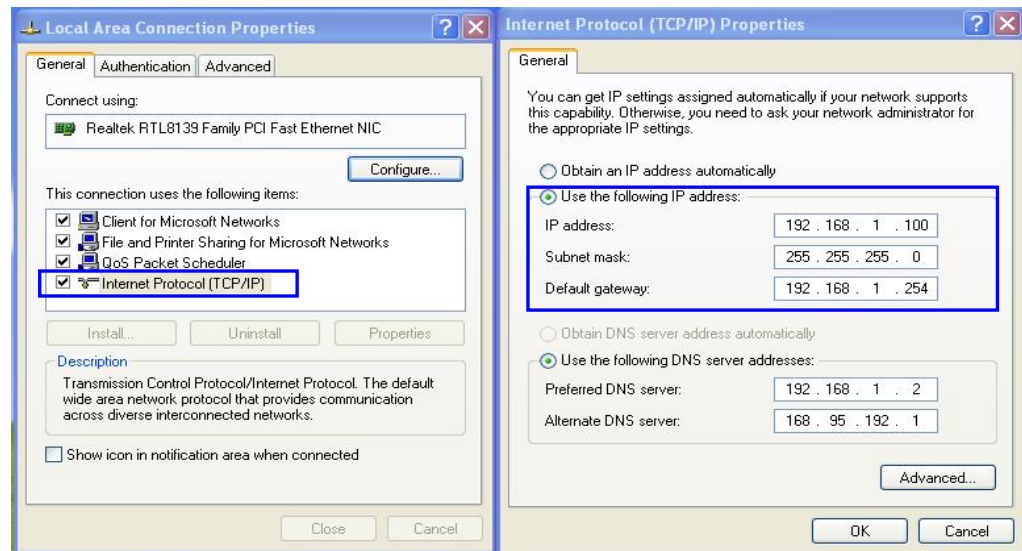 Local Area Connection Properties
General Authentication Advanced
Connect using:
Realtek RTL8139 Family PCI Fast Ethernet NIC
Configure...
This connection uses the following items:
Client for Microsoft Networks
File and Printer Sharing for Microsoft Networks
QoS Packet Scheduler
Internet Protocol (TCP/IP)
Install... Uninstall Properties
Description
Transmission Control Protocol/Internet Protocol. The default
wide area network protocol that provides communication
across diverse interconnected networks.
Show icon in notification area when connected
Close Cancel
Internet Protocol (TCP/IP) Properties
General
You can get IP settings assigned automatically if your network supports
this capability. Otherwise, you need to ask your network administrator for
the appropriate IP settings.
Obtain an IP address automatically
Use the following IP address:
IP address: 192 . 168 . 1 . 100
Subnet mask: 255 . 255 . 255 . 0
Default gateway: 192 . 168 . 1 . 254
Obtain DNS server address automatically
Use the following DNS server addresses:
Preferred DNS server: 192 . 168 . 1 . 2
Alternate DNS server: 168 . 95 . 192 . 1
Advanced...
OK Cancel